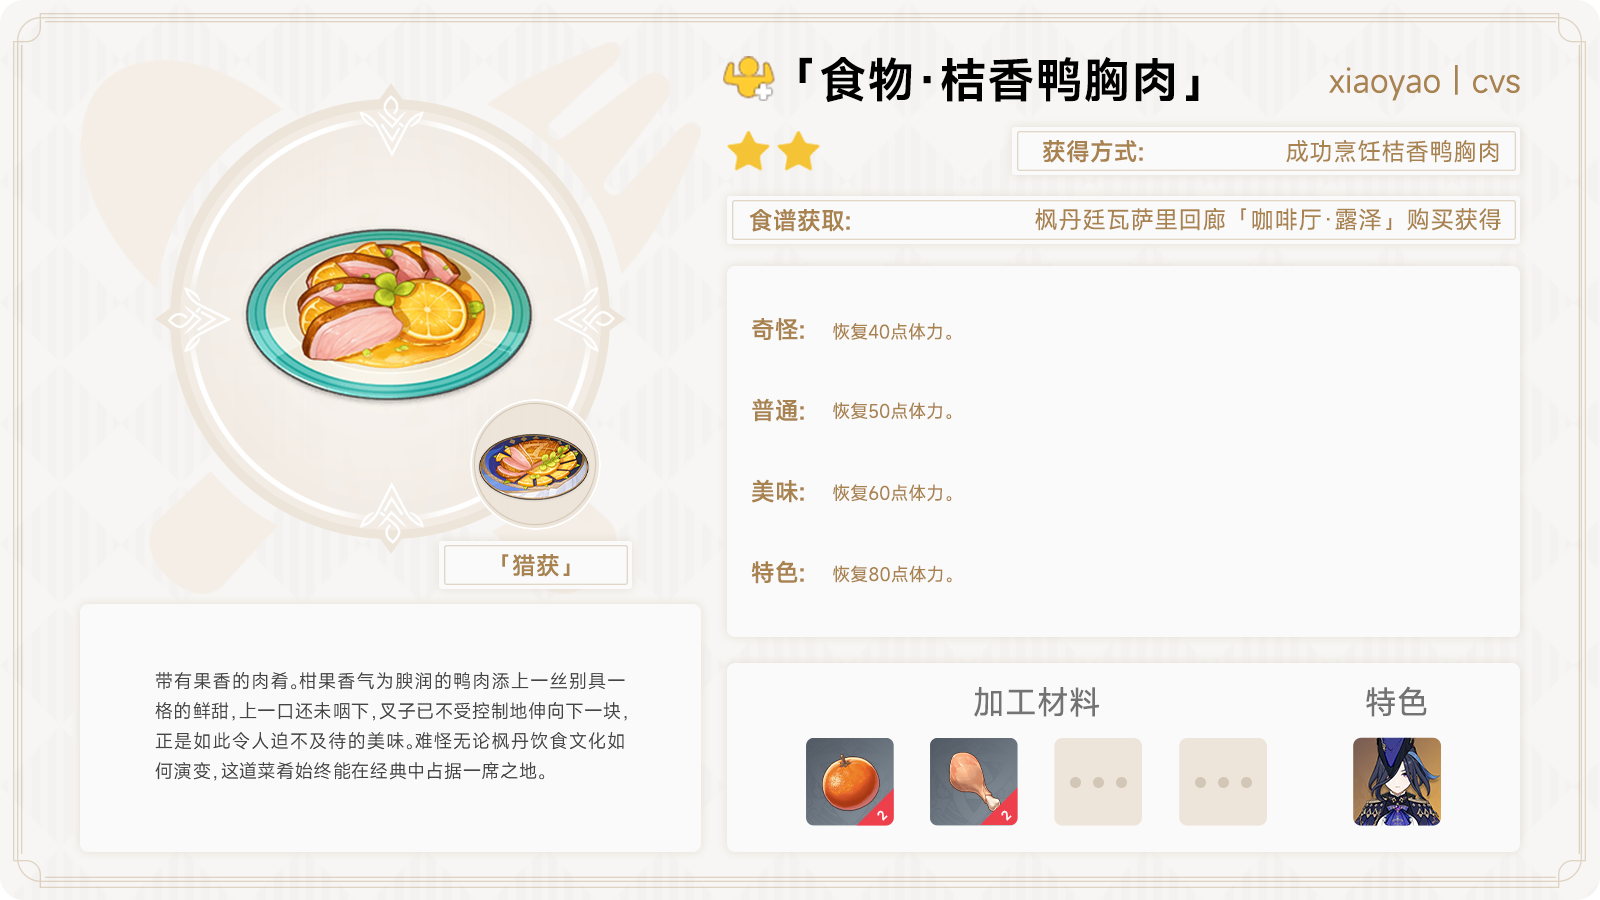 「食物·桔香鸭胸肉」
xiaoyao | cvs
获得方式:
成功烹饪桔香鸭胸肉
食谱获取:
枫丹廷瓦萨里回廊「咖啡厅·露泽」购买获得
奇怪:
恢复40点体力。
普通:
恢复50点体力。
美味:
恢复60点体力。
特色:
恢复80点体力。
「猎获」
带有果香的肉肴。柑果香气为腴润的鸭肉添上一丝别具一
格的鲜甜,上一口还未咽下,叉子已不受控制地伸向下一块,
正是如此令人迫不及待的美味。难怪无论枫丹饮食文化如
何演变,这道菜肴始终能在经典中占据一席之地。
加工材料
特色
2
2